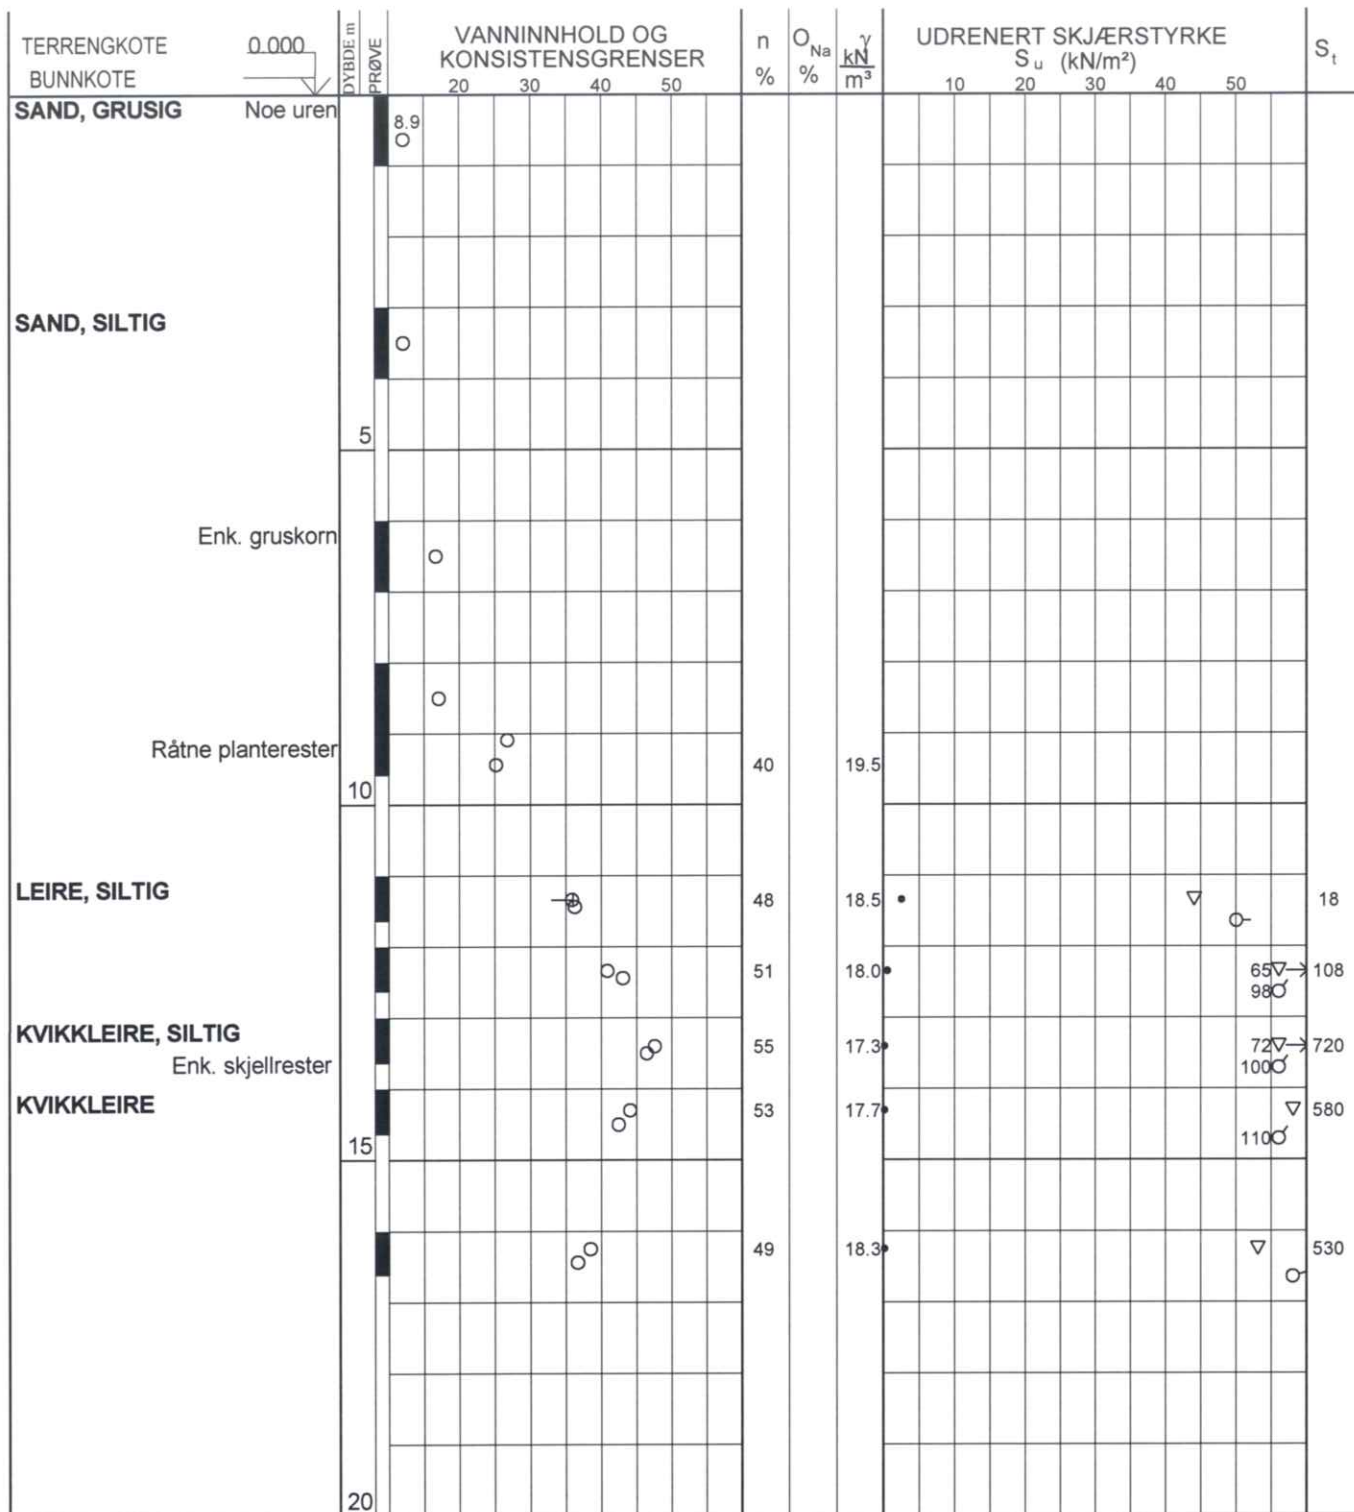 TERRENGKOTE 0.000
BUNNKOTE
DYBDE m
PRØVE
VANNINNHOLD OG
KONSISTENSGRENSER
20 30 40 50
n
%
O Na
%
γ
kN
m³
UDRENERT SKJÆRSTYRKE
S u (kN/m²)
10 20 30 40 50
S t
SAND, GRUSIG Noe uren
8.9
SAND, SILTIG
5
Enk. gruskorn
Råtne planterester
40 19.5
10
LEIRE, SILTIG 48 18.5 18
51 18.0 65 108
98
KVIKKLEIRE, SILTIG 55 17.3 72 720
Enk. skjellrester 100
KVIKKLEIRE 53 17.7 580
110
15
49 18.3 530
20